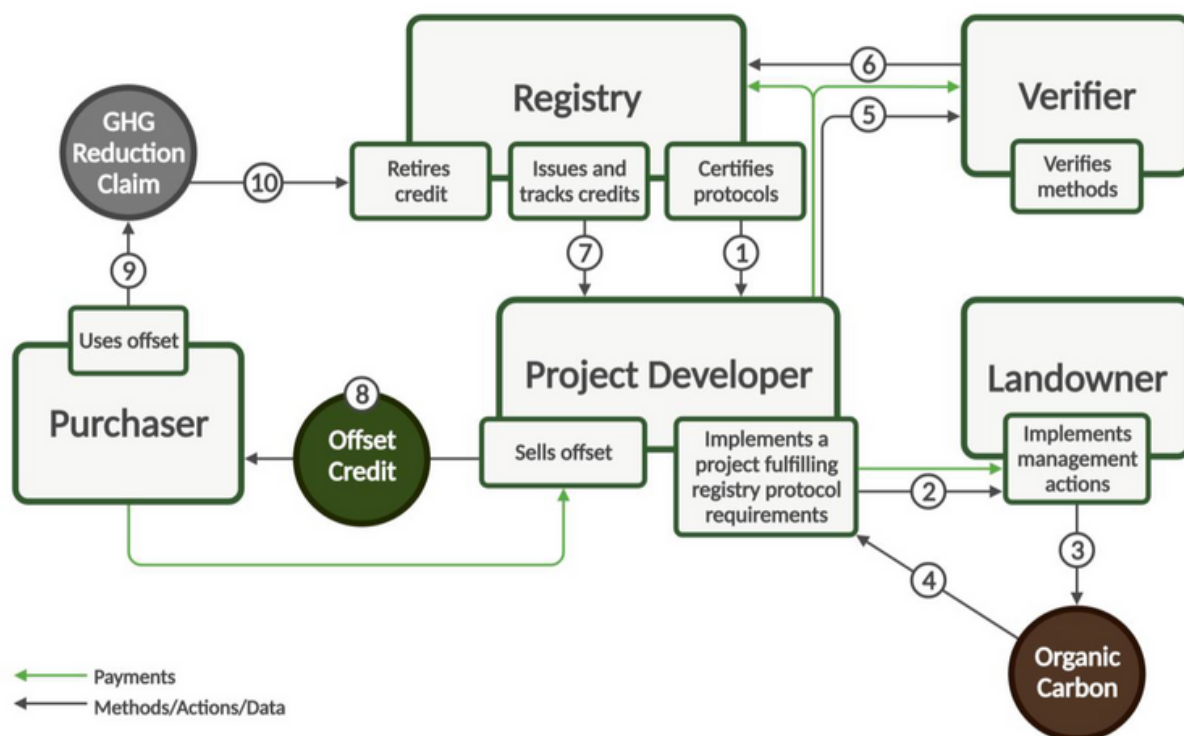 GHG
Reduction
Claim
10
Registry
Retires
credit
Issues and
tracks credits
Certifies
protocols
6
5
Verifier
Verifies
methods
9
7
1
Uses offset
Purchaser
8
Offset
Credit
Project Developer
Sells offset
Implements a
project fulfilling
registry protocol
requirements
2
Landowner
Implements
management
actions
3
4
Organic
Carbon
Payments
Methods/Actions/Data